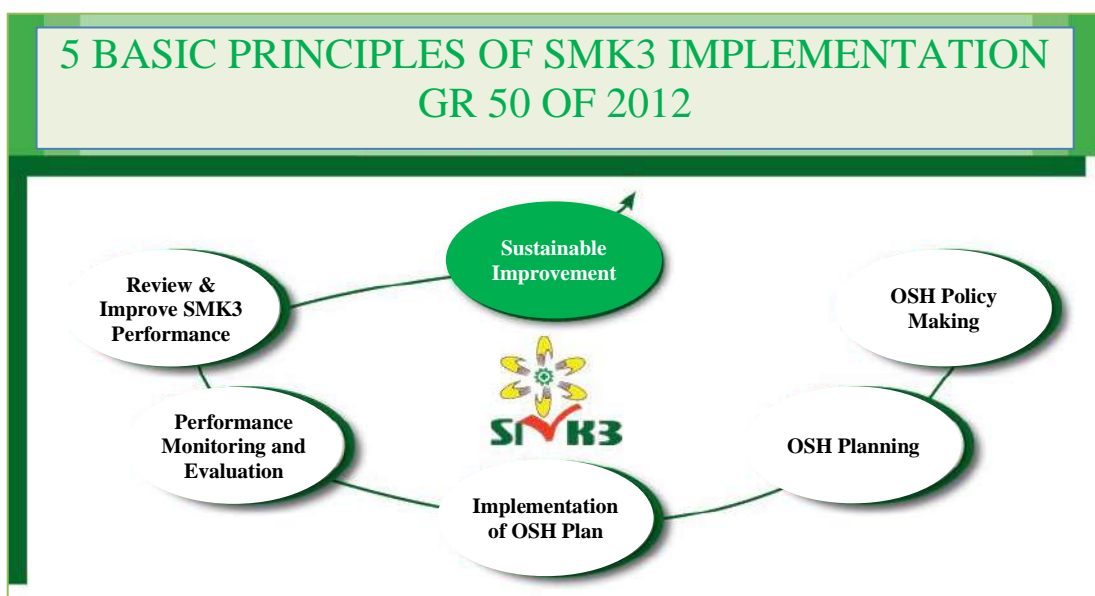 5 BASIC PRINCIPLES OF SMK3 IMPLEMENTATION
GR 50 OF 2012
Sustainable
Improvement
Review &
Improve SMK3
Performance
OSH Policy
Making
Performance
Monitoring and
Evaluation
SMK3
OSH Planning
Implementation
of OSH Plan